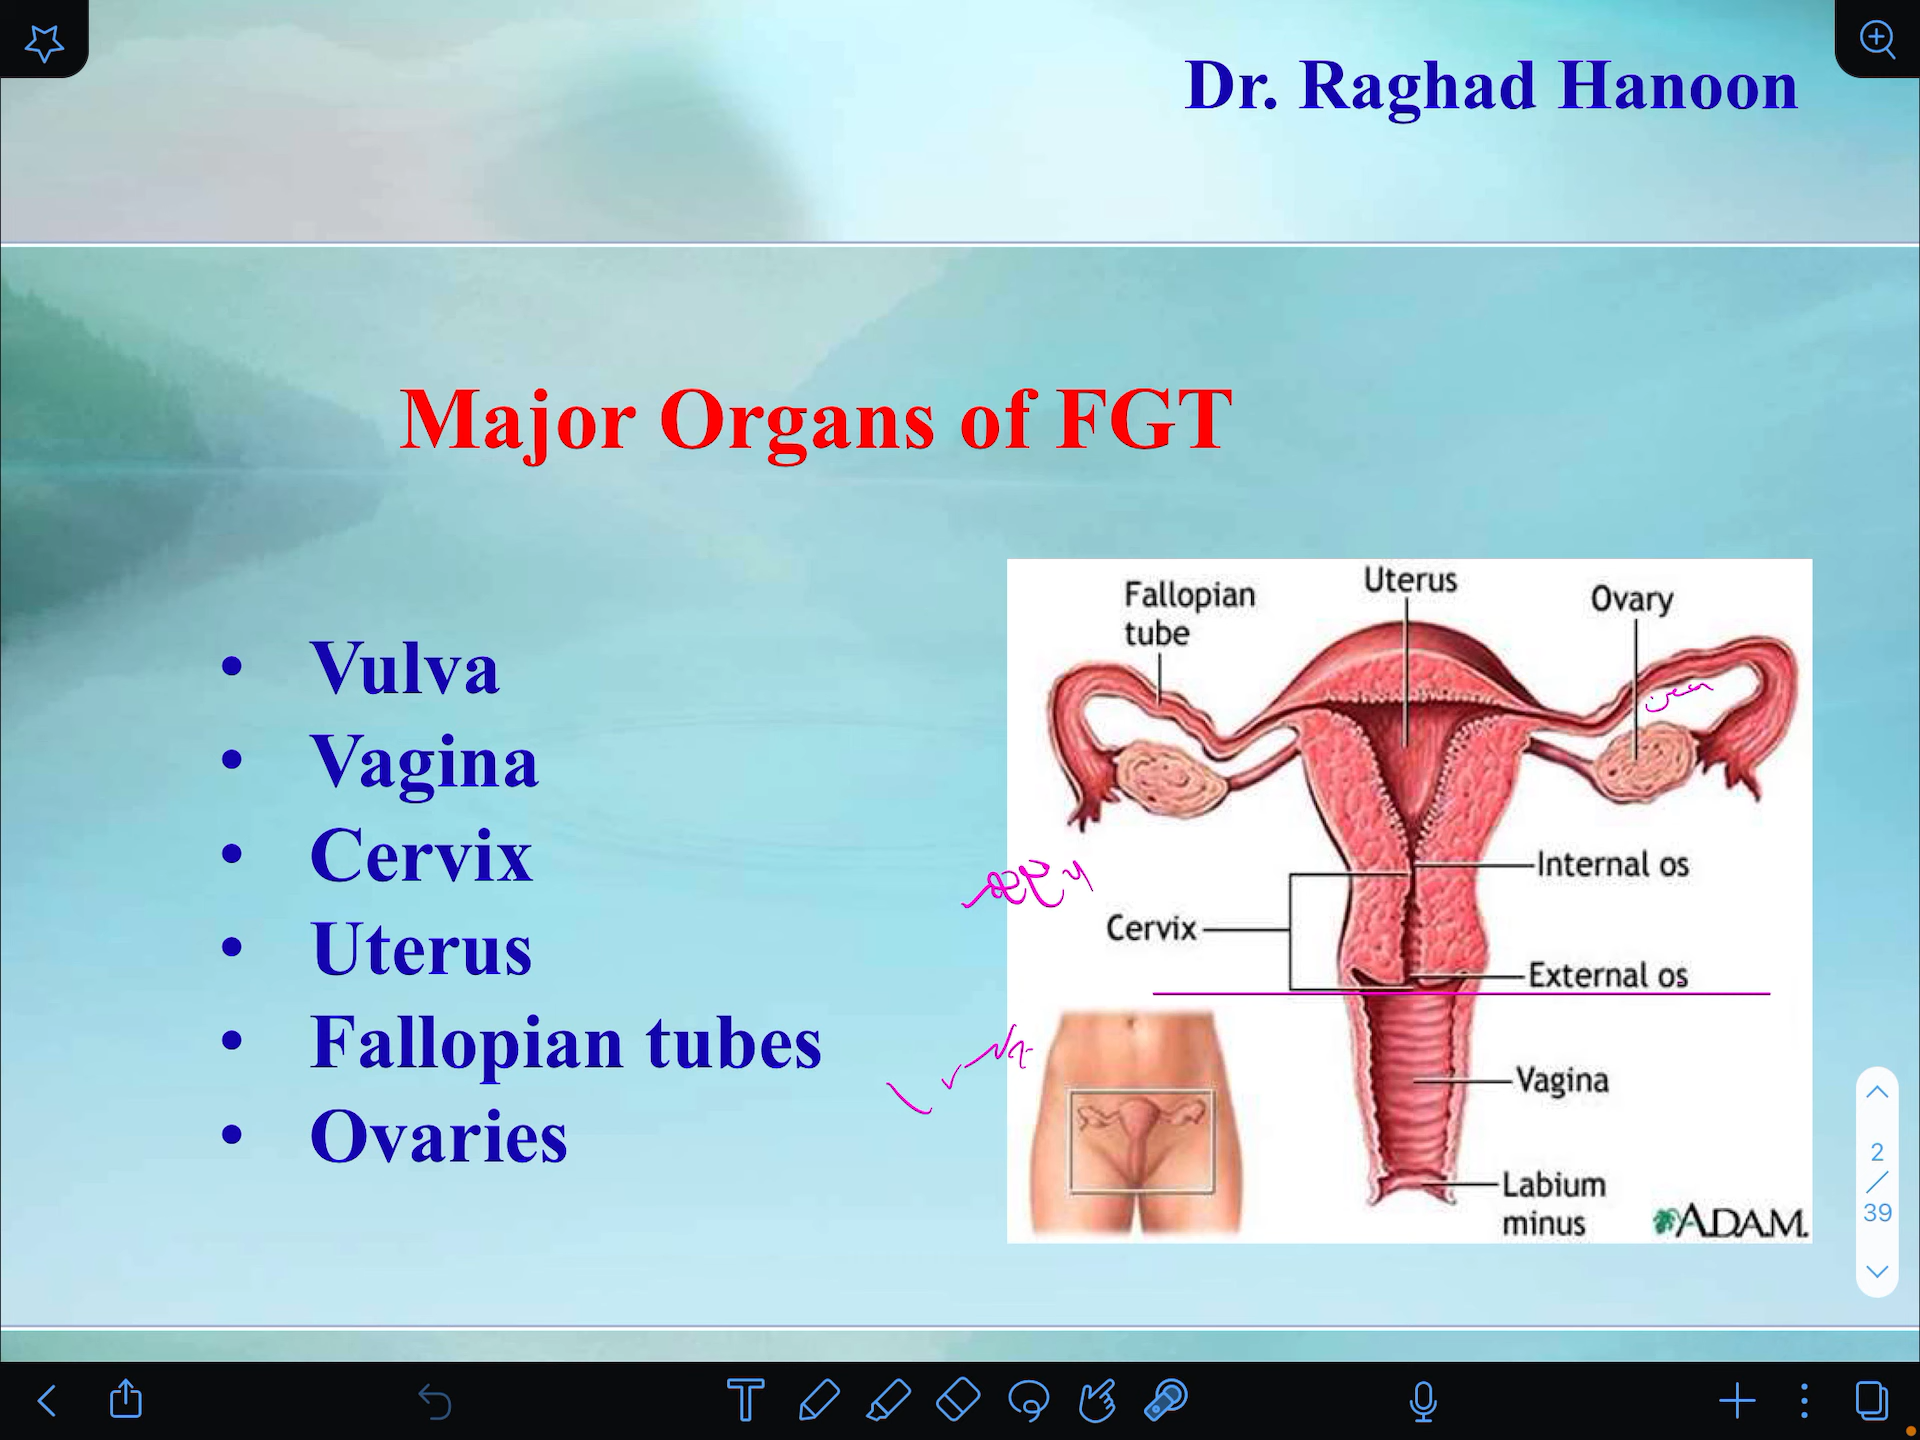 Dr. Raghad Hanoon
Major Organs of FGT
• Vulva
• Vagina
• Cervix
• Uterus
• Fallopian tubes
• Ovaries
Fallopian
tube
Uterus
Ovary
Internal os
Cervix
External os
Vagina
Labium
minus
A.D.A.M.
2
/
39
T